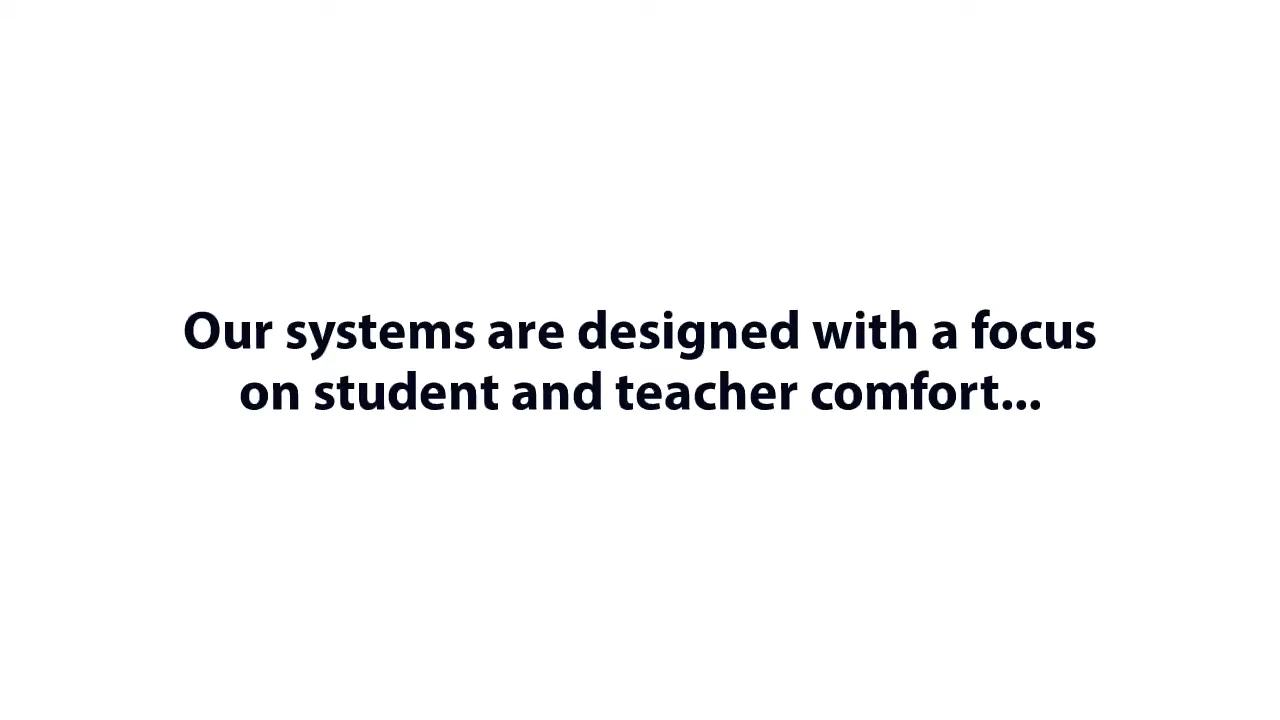 Our systems are designed with a focus
on student and teacher comfort...